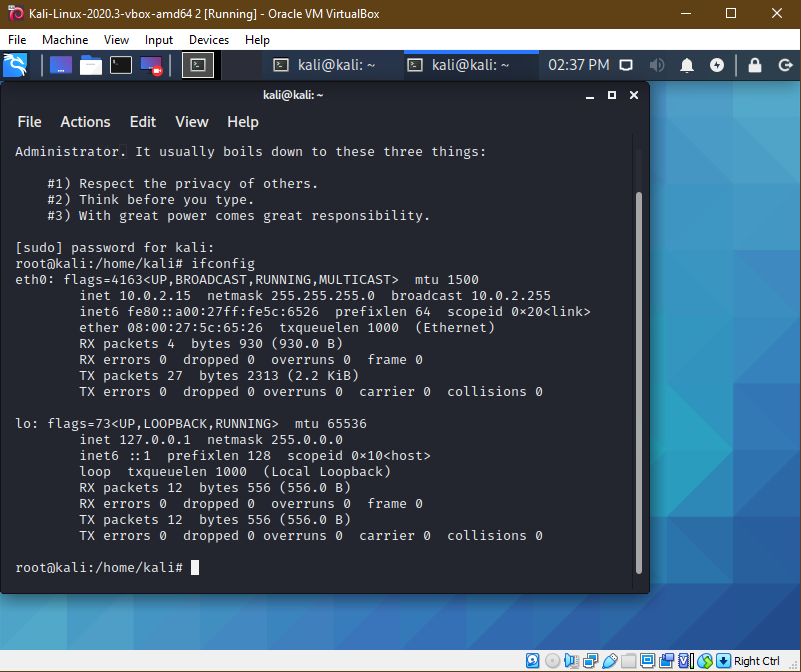 Kali-Linux-2020.3-vbox-amd64 2 [Running] - Oracle VM VirtualBox
File Machine View Input Devices Help
kali@kali: ~ kali@kali: ~ 02:37 PM
kali@kali:~
File Actions Edit View Help
Administrator. It usually boils down to these three things:
#1) Respect the privacy of others.
#2) Think before you type.
#3) With great power comes great responsibility.
[sudo] password for kali:
root@kali:/home/kali# ifconfig
eth0: flags=4163<UP,BROADCAST,RUNNING,MULTICAST> mtu 1500
inet 10.0.2.15 netmask 255.255.255.0 broadcast 10.0.2.255
inet6 fe80::a00:27ff:fe5c:6526 prefixlen 64 scopeid 0×20<link>
ether 08:00:27:5c:65:26 txqueuelen 1000 (Ethernet)
RX packets 4 bytes 930 (930.0 B)
RX errors 0 dropped 0 overruns 0 frame 0
TX packets 27 bytes 2313 (2.2 KiB)
TX errors 0 dropped 0 overruns 0 carrier 0 collisions 0
lo: flags=73<UP,LOOPBACK,RUNNING> mtu 65536
inet 127.0.0.1 netmask 255.0.0.0
inet6 ::1 prefixlen 128 scopeid 0×10<host>
loop txqueuelen 1000 (Local Loopback)
RX packets 12 bytes 556 (556.0 B)
RX errors 0 dropped 0 overruns 0 frame 0
TX packets 12 bytes 556 (556.0 B)
TX errors 0 dropped 0 overruns 0 carrier 0 collisions 0
root@kali:/home/kali#
Right Ctrl